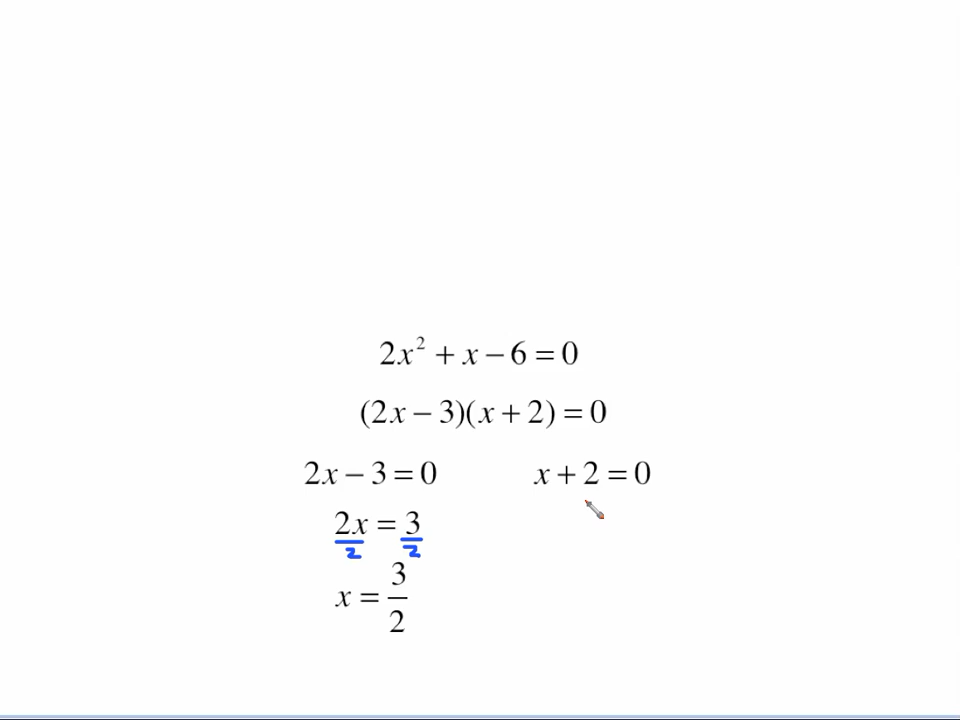 2x² + x − 6 = 0
(2x − 3)(x + 2) = 0
2x − 3 = 0 x + 2 = 0
2x = 3
2 2
x = 3/2